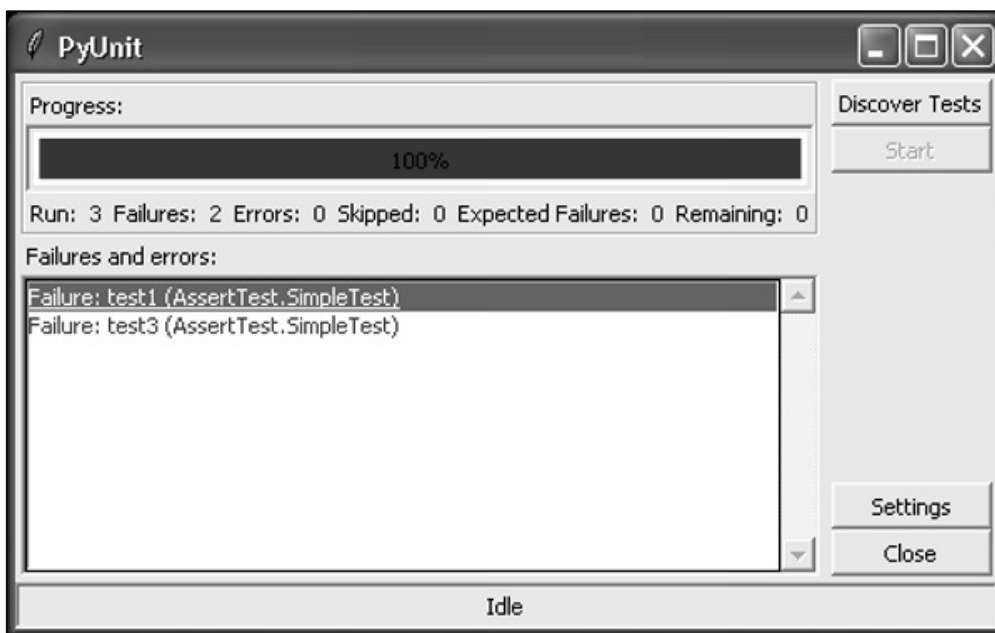 PyUnit
Progress:
Discover Tests
100%
Start
Run: 3 Failures: 2 Errors: 0 Skipped: 0 Expected Failures: 0 Remaining: 0
Failures and errors:
Failure: test1 (AssertTest.SimpleTest)
Failure: test3 (AssertTest.SimpleTest)
Settings
Close
Idle